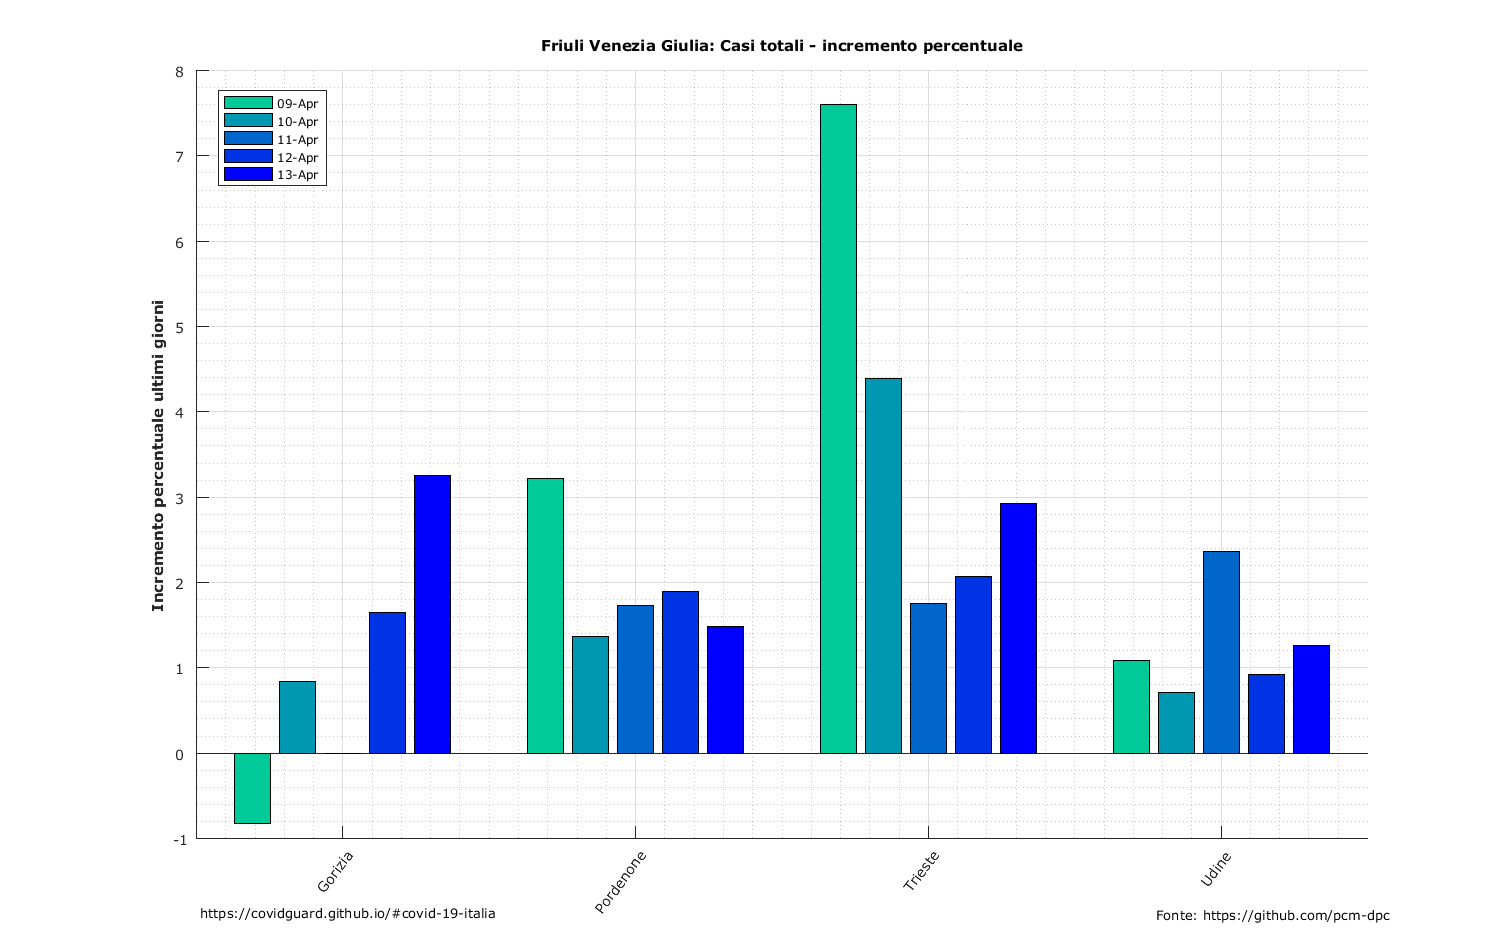 Friuli Venezia Giulia: Casi totali - incremento percentuale
8
7
6
5
4
3
2
1
0
-1
Incremento percentuale ultimi giorni
09-Apr
10-Apr
11-Apr
12-Apr
13-Apr
Gorizia
Pordenone
Trieste
Udine
https://covidguard.github.io/#covid-19-italia
Fonte: https://github.com/pcm-dpc